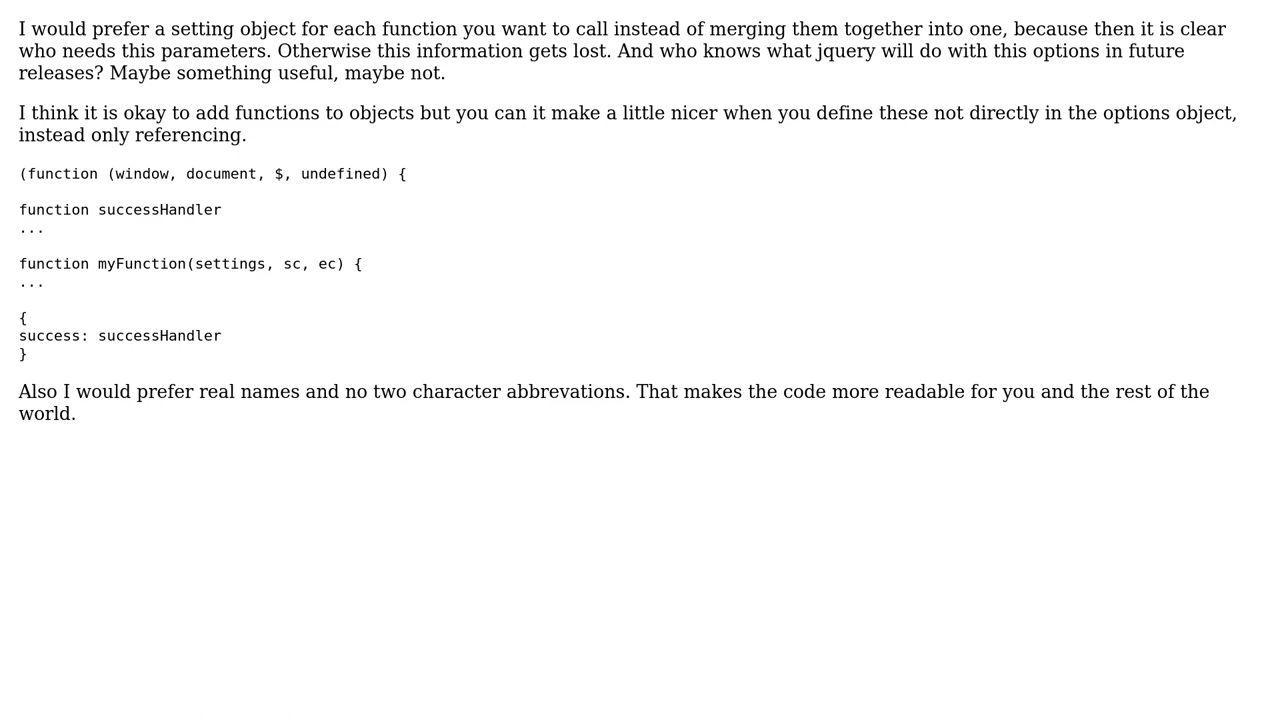 I would prefer a setting object for each function you want to call instead of merging them together into one, because then it is clear
who needs this parameters. Otherwise this information gets lost. And who knows what jquery will do with this options in future
releases? Maybe something useful, maybe not.
I think it is okay to add functions to objects but you can it make a little nicer when you define these not directly in the options object,
instead only referencing.
(function (window, document, $, undefined) {
function successHandler
...
function myFunction(settings, sc, ec) {
...
{
success: successHandler
}
Also I would prefer real names and no two character abbrevations. That makes the code more readable for you and the rest of the
world.